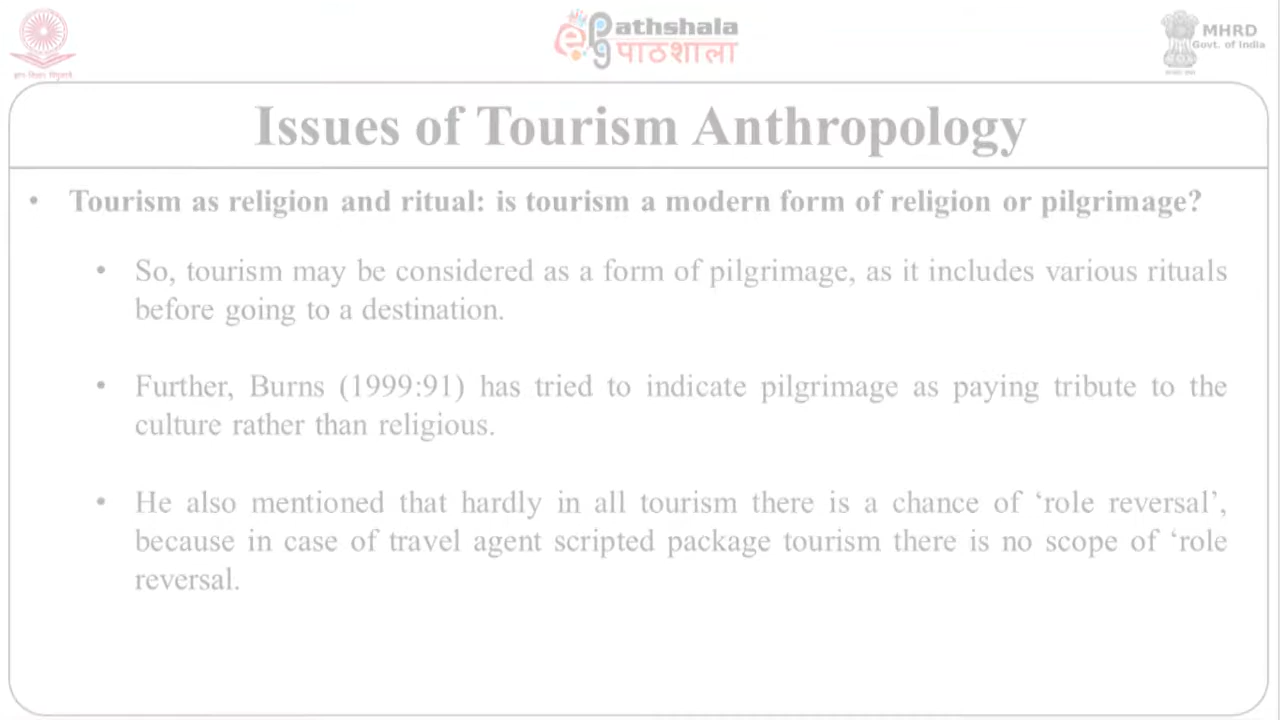 ePG Pathshala
पाठशाला
MHRD
Govt. of India
Issues of Tourism Anthropology
• Tourism as religion and ritual: is tourism a modern form of religion or pilgrimage?
• So, tourism may be considered as a form of pilgrimage, as it includes various rituals
before going to a destination.
• Further, Burns (1999:91) has tried to indicate pilgrimage as paying tribute to the
culture rather than religious.
• He also mentioned that hardly in all tourism there is a chance of ‘role reversal’,
because in case of travel agent scripted package tourism there is no scope of ‘role
reversal.